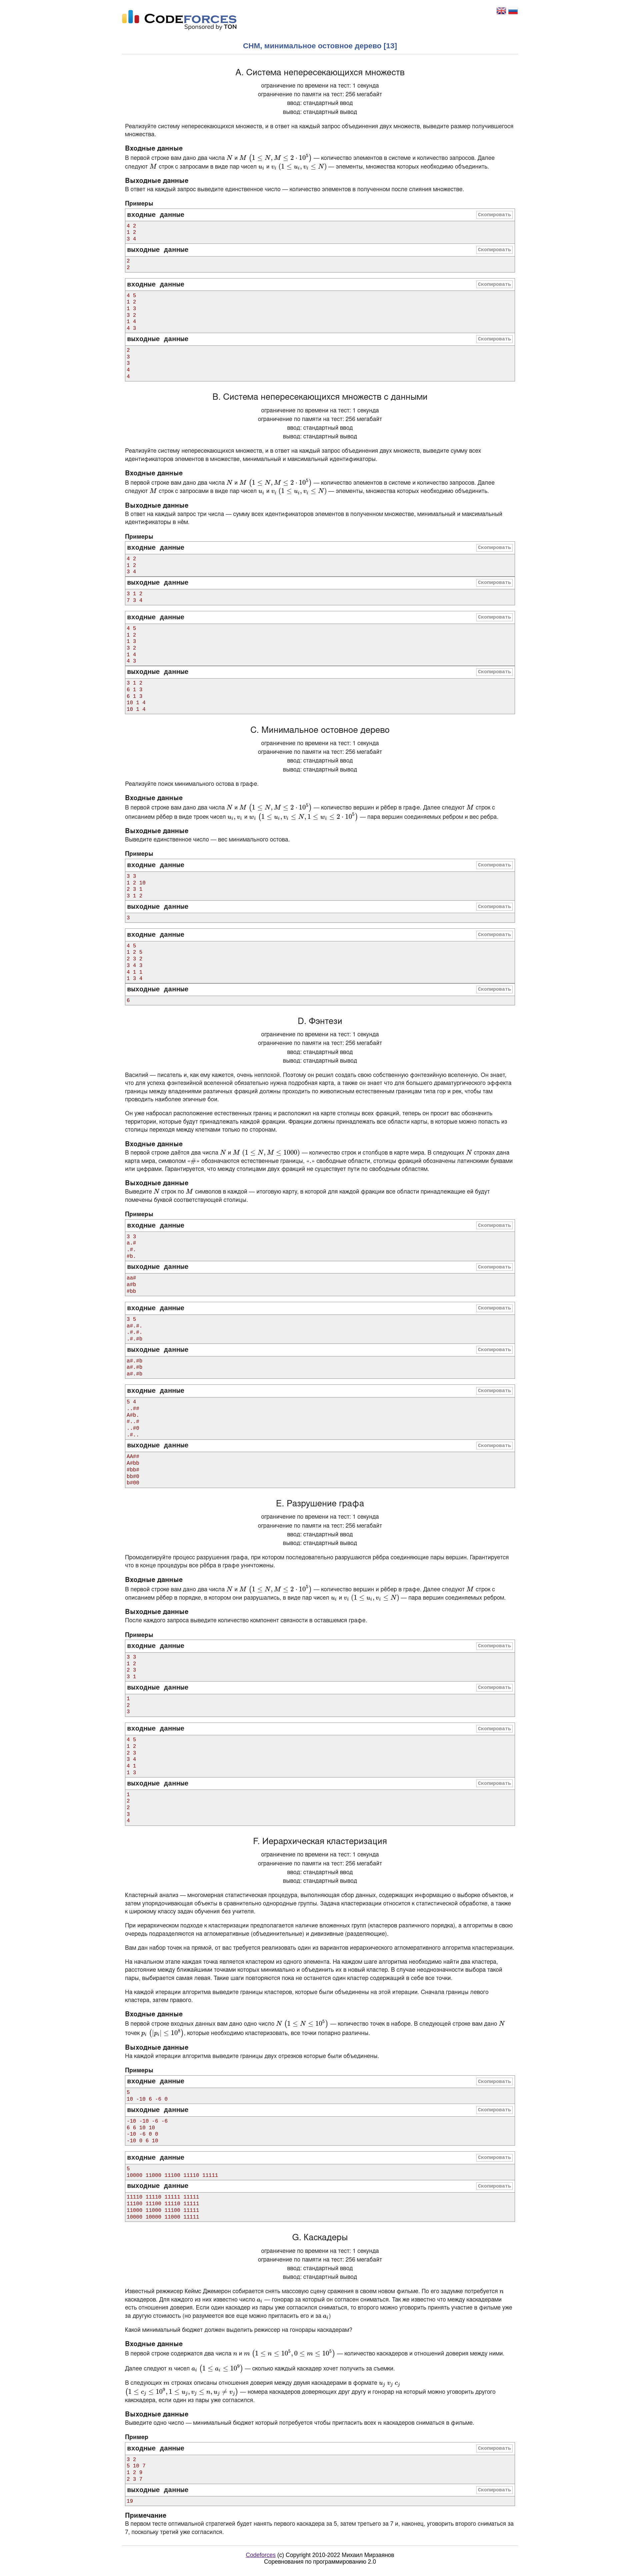 CODEFORCES
Sponsored by TON
СНМ, минимальное остовное дерево [13]
A. Система непересекающихся множеств
ограничение по времени на тест: 1 секунда
ограничение по памяти на тест: 256 мегабайт
ввод: стандартный ввод
вывод: стандартный вывод
Реализуйте систему непересекающихся множеств, и в ответ на каждый запрос объединения двух множеств, выведите размер получившегося
множества.
Входные данные
В первой строке вам дано два числа N и M (1 ≤ N, M ≤ 2 · 10^5) — количество элементов в системе и количество запросов. Далее
следуют M строк с запросами в виде пар чисел u_i и v_i (1 ≤ u_i, v_i ≤ N) — элементы, множества которых необходимо объединить.
Выходные данные
В ответ на каждый запрос выведите единственное число — количество элементов в полученном после слияния множестве.
Примеры
входные данные
Скопировать
4 2
1 2
3 4
выходные данные
Скопировать
2
2
входные данные
Скопировать
4 5
1 2
1 3
3 2
1 4
4 3
выходные данные
Скопировать
2
3
3
4
4
B. Система непересекающихся множеств с данными
ограничение по времени на тест: 1 секунда
ограничение по памяти на тест: 256 мегабайт
ввод: стандартный ввод
вывод: стандартный вывод
Реализуйте систему непересекающихся множеств, и в ответ на каждый запрос объединения двух множеств, выведите сумму всех
идентификаторов элементов в множестве, минимальный и максимальный идентификаторы.
Входные данные
В первой строке вам дано два числа N и M (1 ≤ N, M ≤ 2 · 10^5) — количество элементов в системе и количество запросов. Далее
следуют M строк с запросами в виде пар чисел u_i и v_i (1 ≤ u_i, v_i ≤ N) — элементы, множества которых необходимо объединить.
Выходные данные
В ответ на каждый запрос три числа — сумму всех идентификаторов элементов в полученном множестве, минимальный и максимальный
идентификаторы в нём.
Примеры
входные данные
Скопировать
4 2
1 2
3 4
выходные данные
Скопировать
3 1 2
7 3 4
входные данные
Скопировать
4 5
1 2
1 3
3 2
1 4
4 3
выходные данные
Скопировать
3 1 2
6 1 3
6 1 3
10 1 4
10 1 4
C. Минимальное остовное дерево
ограничение по времени на тест: 1 секунда
ограничение по памяти на тест: 256 мегабайт
ввод: стандартный ввод
вывод: стандартный вывод
Реализуйте поиск минимального остова в графе.
Входные данные
В первой строке вам дано два числа N и M (1 ≤ N, M ≤ 2 · 10^5) — количество вершин и рёбер в графе. Далее следуют M строк с
описанием рёбер в виде троек чисел u_i, v_i и w_i (1 ≤ u_i, v_i ≤ N, 1 ≤ w_i ≤ 2 · 10^5) — пара вершин соединяемых ребром и вес ребра.
Выходные данные
Выведите единственное число — вес минимального остова.
Примеры
входные данные
Скопировать
3 3
1 2 10
2 3 1
3 1 2
выходные данные
Скопировать
3
входные данные
Скопировать
4 5
1 2 5
2 3 2
3 4 3
4 1 1
1 3 4
выходные данные
Скопировать
6
D. Фэнтези
ограничение по времени на тест: 1 секунда
ограничение по памяти на тест: 256 мегабайт
ввод: стандартный ввод
вывод: стандартный вывод
Василий — писатель и, как ему кажется, очень неплохой. Поэтому он решил создать свою собственную фэнтезийную вселенную. Он знает,
что для успеха фэнтезийной вселенной обязательно нужна подробная карта, а также он знает что для большего драматургического эффекта
границы между владениями различных фракций должны проходить по живописным естественным границам типа гор и рек, чтобы там
проводить наиболее эпичные бои.
Он уже набросал расположение естественных границ и расположил на карте столицы всех фракций, теперь он просит вас обозначить
территории, которые будут принадлежать каждой фракции. Фракции должны принадлежать все области карты, в которые можно попасть из
столицы переходя между клетками только по сторонам.
Входные данные
В первой строке даётся два числа N и M (1 ≤ N, M ≤ 1000) — количество строк и столбцов в карте мира. В следующих N строках дана
карта мира, символом «#» обозначаются естественные границы, «.» свободные области, столицы фракций обозначены латинскими буквами
или цифрами. Гарантируется, что между столицами двух фракций не существует пути по свободным областям.
Выходные данные
Выведите N строк по M символов в каждой — итоговую карту, в которой для каждой фракции все области принадлежащие ей будут
помечены буквой соответствующей столицы.
Примеры
входные данные
Скопировать
3 3
a.#
.#.
#b.
выходные данные
Скопировать
aa#
a#b
#bb
входные данные
Скопировать
3 5
a#.#.
.#.#.
.#.#b
выходные данные
Скопировать
a#.#b
a#.#b
a#.#b
входные данные
Скопировать
5 4
..##
A#b.
#..#
..#0
.#..
выходные данные
Скопировать
AA##
A#bb
#bb#
bb#0
b#00
E. Разрушение графа
ограничение по времени на тест: 1 секунда
ограничение по памяти на тест: 256 мегабайт
ввод: стандартный ввод
вывод: стандартный вывод
Промоделируйте процесс разрушения графа, при котором последовательно разрушаются рёбра соединяющие пары вершин. Гарантируется
что в конце процедуры все рёбра в графе уничтожены.
Входные данные
В первой строке вам дано два числа N и M (1 ≤ N, M ≤ 2 · 10^5) — количество вершин и рёбер в графе. Далее следуют M строк с
описанием рёбер в порядке, в котором они разрушались, в виде пар чисел u_i и v_i (1 ≤ u_i, v_i ≤ N) — пара вершин соединяемых ребром.
Выходные данные
После каждого запроса выведите количество компонент связности в оставшемся графе.
Примеры
входные данные
Скопировать
3 3
1 2
2 3
3 1
выходные данные
Скопировать
1
2
3
входные данные
Скопировать
4 5
1 2
2 3
3 4
4 1
1 3
выходные данные
Скопировать
1
2
2
3
4
F. Иерархическая кластеризация
ограничение по времени на тест: 1 секунда
ограничение по памяти на тест: 256 мегабайт
ввод: стандартный ввод
вывод: стандартный вывод
Кластерный анализ — многомерная статистическая процедура, выполняющая сбор данных, содержащих информацию о выборке объектов, и
затем упорядочивающая объекты в сравнительно однородные группы. Задача кластеризации относится к статистической обработке, а также
к широкому классу задач обучения без учителя.
При иерархическом подходе к кластеризации предполагается наличие вложенных групп (кластеров различного порядка), а алгоритмы в свою
очередь подразделяются на агломеративные (объединительные) и дивизивные (разделяющие).
Вам дан набор точек на прямой, от вас требуется реализовать один из вариантов иерархического агломеративного алгоритма кластеризации.
На начальном этапе каждая точка является кластером из одного элемента. На каждом шаге алгоритма необходимо найти два кластера,
расстояние между ближайшими точками которых минимально и объединить их в новый кластер. В случае неоднозначности выбора такой
пары, выбирается самая левая. Такие шаги повторяются пока не останется один кластер содержащий в себе все точки.
На каждой итерации алгоритма выведите границы кластеров, которые были объединены на этой итерации. Сначала границы левого
кластера, затем правого.
Входные данные
В первой строке входных данных вам дано одно число N (1 ≤ N ≤ 10^5) — количество точек в наборе. В следующей строке вам дано N
точек p_i (|p_i| ≤ 10^9), которые необходимо кластеризовать, все точки попарно различны.
Выходные данные
На каждой итерации алгоритма выведите границы двух отрезков которые были объединены.
Примеры
входные данные
Скопировать
5
10 -10 6 -6 0
выходные данные
Скопировать
-10 -10 -6 -6
6 6 10 10
-10 -6 0 0
-10 0 6 10
входные данные
Скопировать
5
10000 11000 11100 11110 11111
выходные данные
Скопировать
11110 11110 11111 11111
11100 11100 11110 11111
11000 11000 11100 11111
10000 10000 11000 11111
G. Каскадеры
ограничение по времени на тест: 1 секунда
ограничение по памяти на тест: 256 мегабайт
ввод: стандартный ввод
вывод: стандартный вывод
Известный режжисер Кеймс Джемерон собирается снять массовую сцену сражения в своем новом фильме. По его задумке потребуется n
каскадеров. Для каждого из них известно число a_i — гонорар за который он согласен сниматься. Так же известно что между каскадерами
есть отношения доверия. Если один каскадер из пары уже согласился сниматься, то второго можно уговорить принять участие в фильме уже
за другую стоимость (но разумеется все еще можно пригласить его и за a_i)
Какой минимальный бюджет должен выделить режиссер на гонорары каскадерам?
Входные данные
В первой строке содержатся два числа n и m (1 ≤ n ≤ 10^5, 0 ≤ m ≤ 10^5) — количество каскадеров и отношений доверия между ними.
Далее следуют n чисел a_i (1 ≤ a_i ≤ 10^9) — сколько каждый каскадер хочет получить за съемки.
В следующих m строках описаны отношения доверия между двумя каскадерами в формате u_j v_j c_j
(1 ≤ c_j ≤ 10^9, 1 ≤ u_j, v_j ≤ n, u_j ≠ v_j) — номера каскадеров доверяющих друг другу и гонорар на который можно уговорить другого
какскадера, если один из пары уже согласился.
Выходные данные
Выведите одно число — минимальный бюджет который потребуется чтобы пригласить всех n каскадеров сниматься в фильме.
Пример
входные данные
Скопировать
3 2
5 10 7
1 2 9
2 3 7
выходные данные
Скопировать
19
Примечание
В первом тесте оптимальной стратегией будет нанять первого каскадера за 5, затем третьего за 7 и, наконец, уговорить второго сниматься за
7, поскольку третий уже согласился.
Codeforces (c) Copyright 2010-2022 Михаил Мирзаянов
Соревнования по программированию 2.0